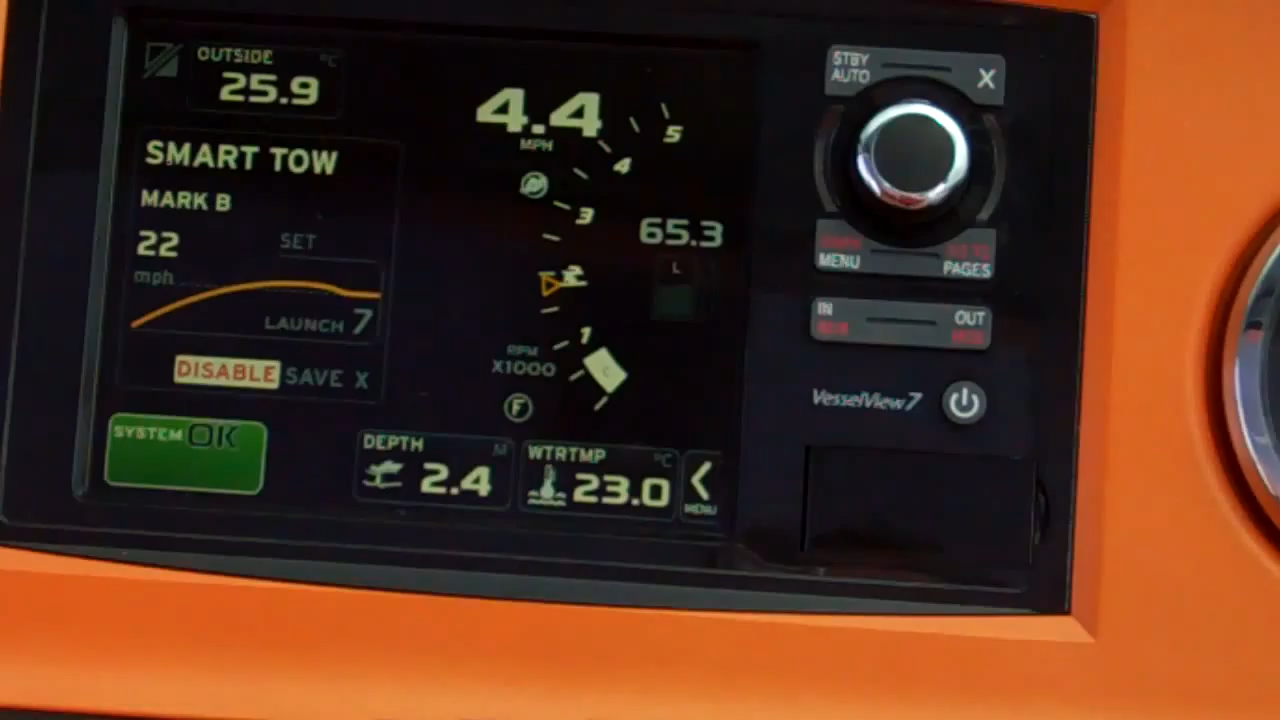 OUTSIDE °C
25.9
SMART TOW
MARK B
22 SET
mph
LAUNCH 7
DISABLE SAVE X
SYSTEM OK
4.4
MPH
5
4
3
2
1
RPM
X1000
F
65.3
L
DEPTH M
2.4
WTRTMP °C
23.0
MENU
STBY
AUTO X
MENU PAGES
IN OUT
VesselView 7